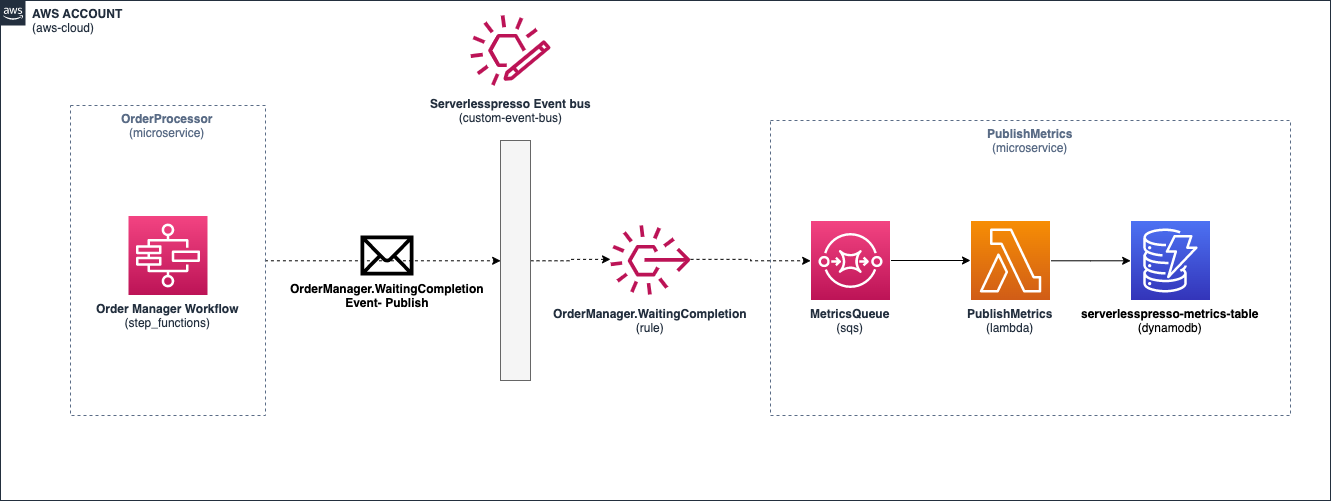 aws
AWS ACCOUNT
(aws-cloud)
Serverlesspresso Event bus
(custom-event-bus)
OrderProcessor
(microservice)
PublishMetrics
(microservice)
OrderManager.WaitingCompletion
Event- Publish
Order Manager Workflow
(step_functions)
OrderManager.WaitingCompletion
(rule)
MetricsQueue
(sqs)
PublishMetrics
(lambda)
serverlesspresso-metrics-table
(dynamodb)